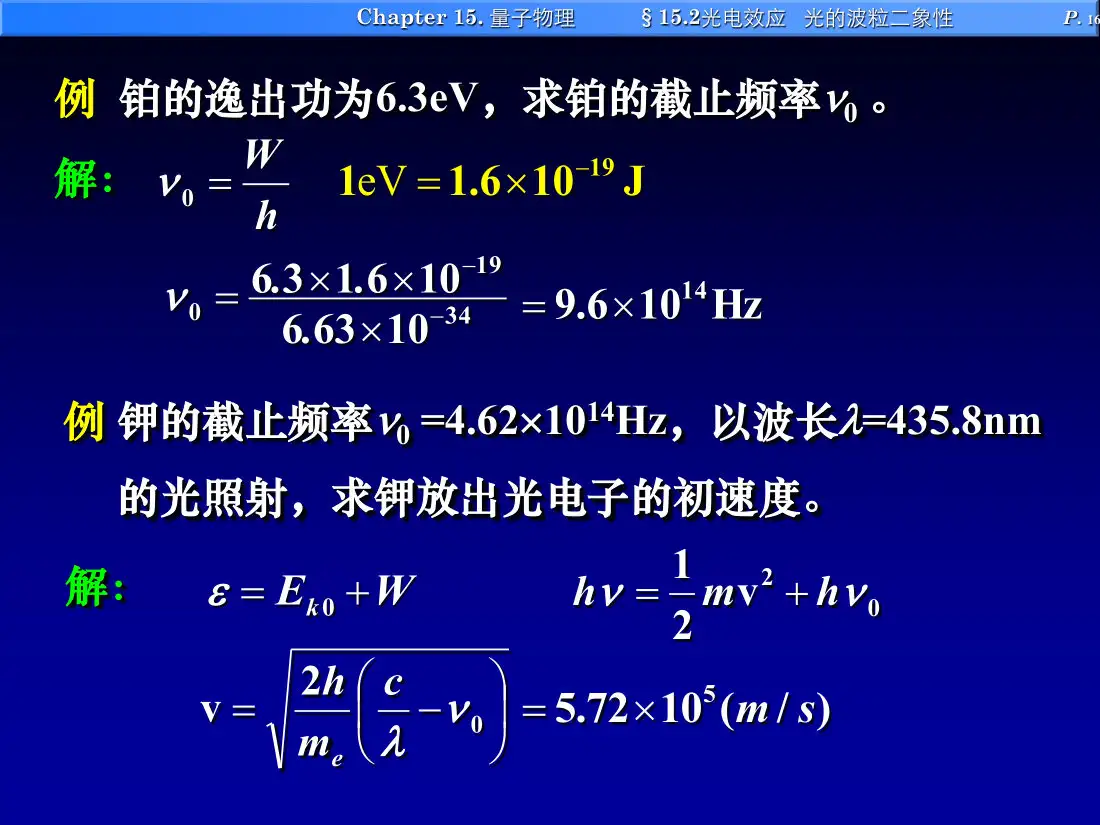 Chapter 15. 量子物理 §15.2光电效应 光的波粒二象性 P. 16
例 铂的逸出功为6.3eV，求铂的截止频率ν₀ 。
解： ν₀ = W/h 1eV = 1.6×10⁻¹⁹ J
ν₀ = (6.3×1.6×10⁻¹⁹)/(6.63×10⁻³⁴) = 9.6×10¹⁴ Hz
例 钾的截止频率ν₀ =4.62×10¹⁴Hz，以波长λ=435.8nm
的光照射，求钾放出光电子的初速度。
解： ε = Eₖ₀ + W hν = 1/2 mv² + hν₀
v = √(2h/mₑ (c/λ − ν₀)) = 5.72×10⁵ (m / s)